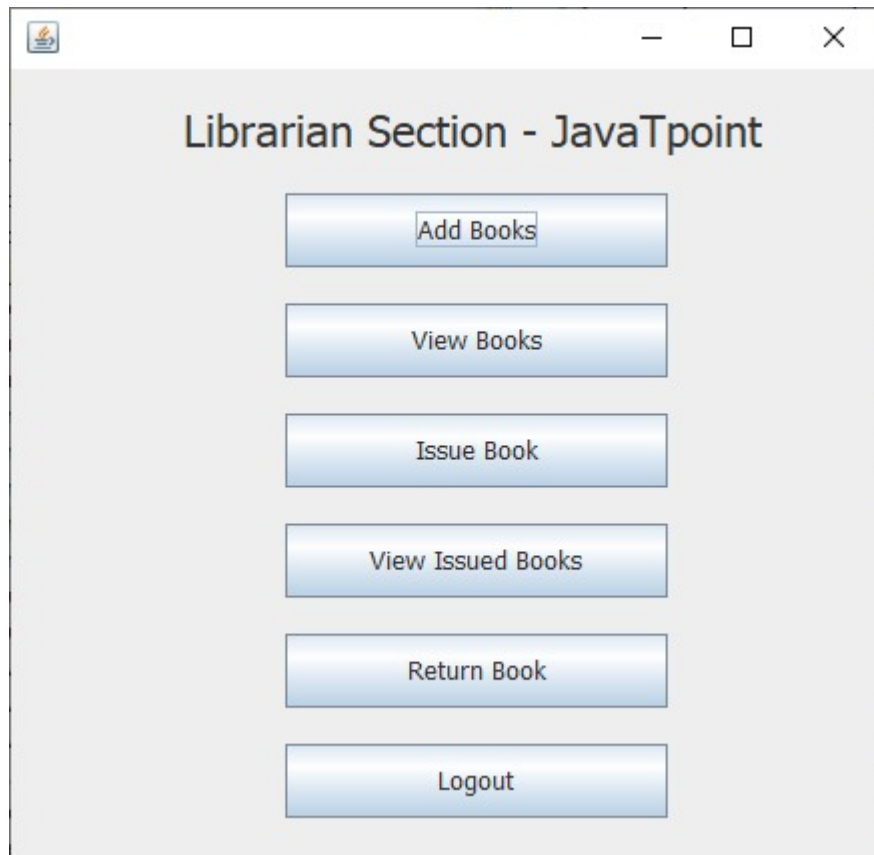 Librarian Section - JavaTpoint
Add Books
View Books
Issue Book
View Issued Books
Return Book
Logout